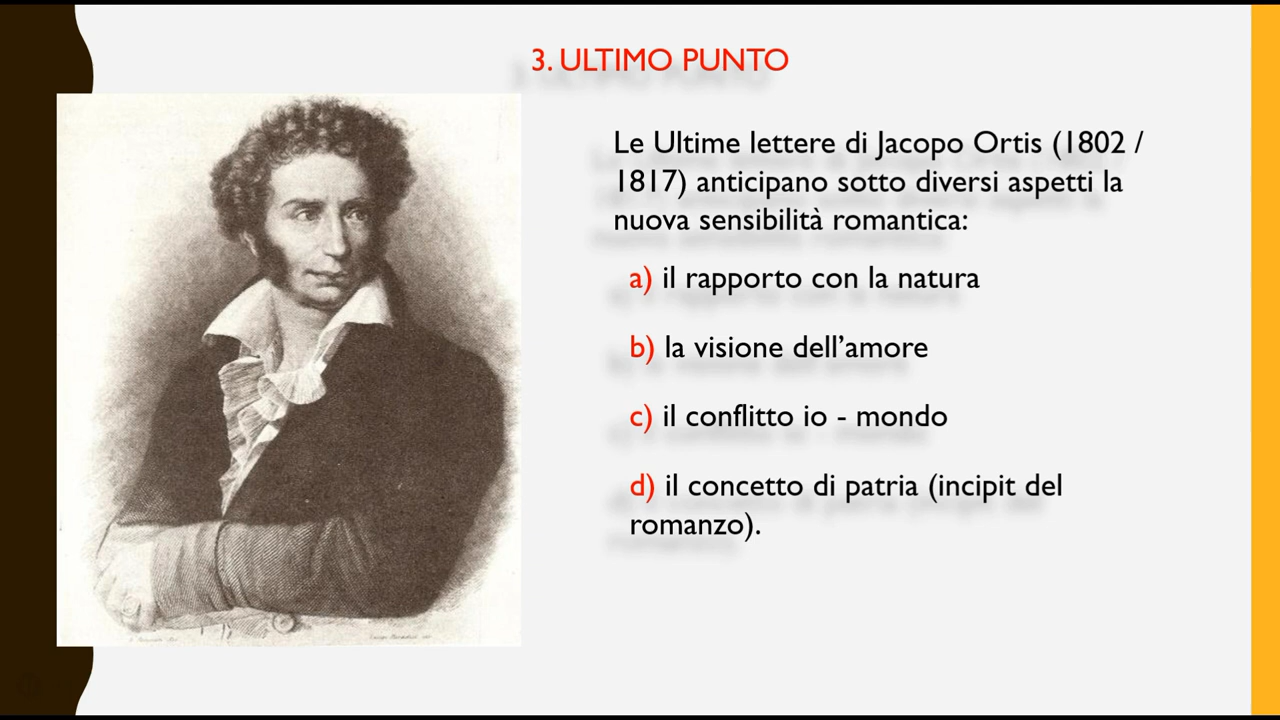 3. ULTIMO PUNTO
Le Ultime lettere di Jacopo Ortis (1802 /
1817) anticipano sotto diversi aspetti la
nuova sensibilità romantica:
a) il rapporto con la natura
b) la visione dell’amore
c) il conflitto io - mondo
d) il concetto di patria (incipit del
romanzo).